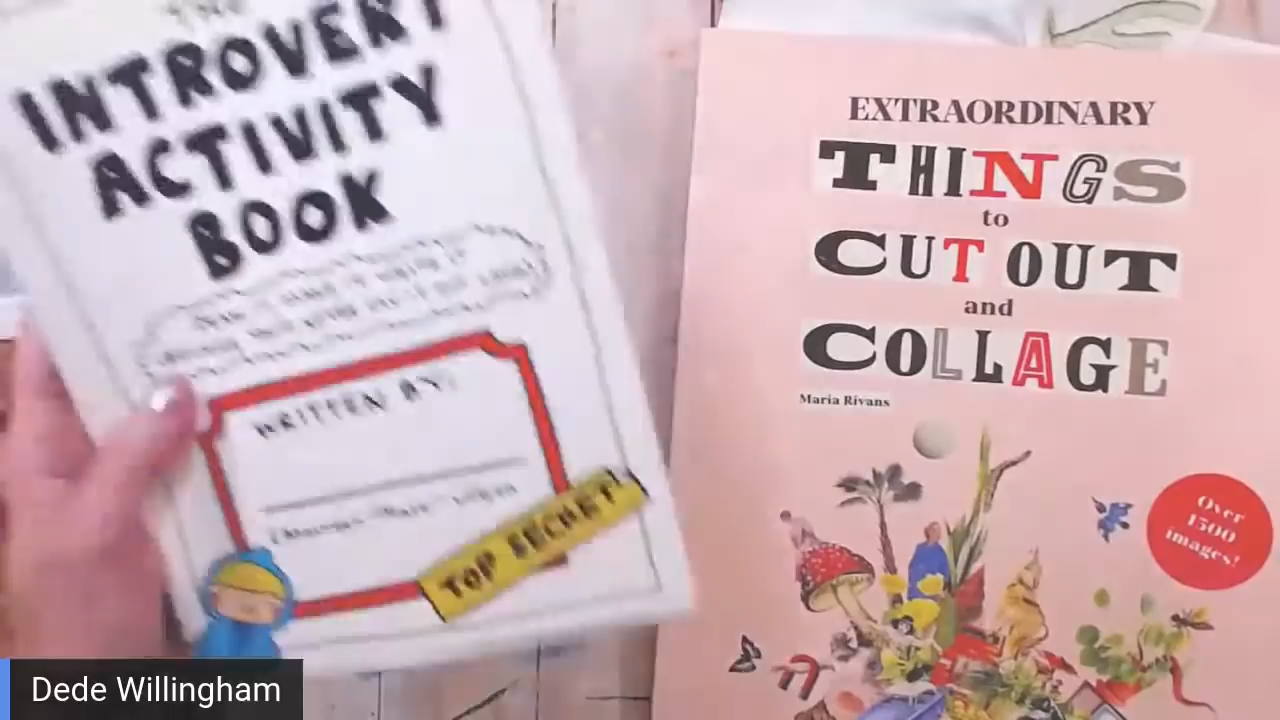 THE
INTROVERT
ACTIVITY
BOOK
WRITTEN BY:
TOP SECRET
EXTRAORDINARY
THINGS
to
CUT OUT
and
COLLAGE
Maria Rivans
Over
1500
images!
Dede Willingham